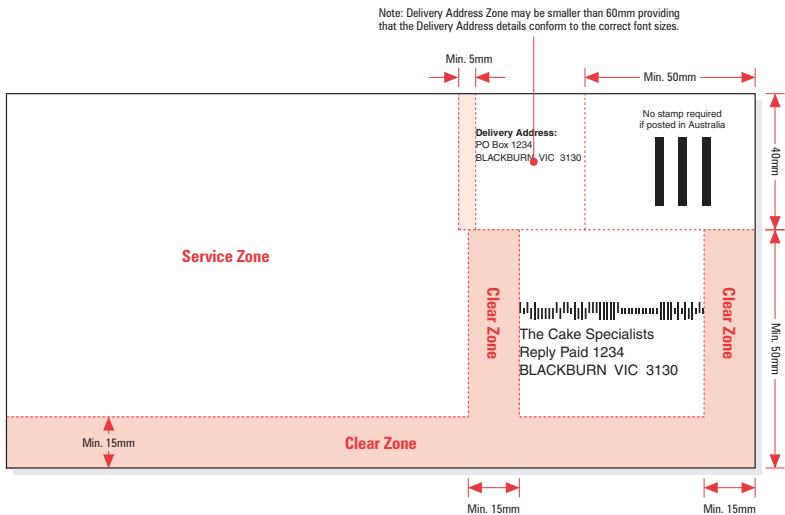 Note: Delivery Address Zone may be smaller than 60mm providing
that the Delivery Address details conform to the correct font sizes.
Min. 5mm
Min. 50mm
No stamp required
if posted in Australia
Delivery Address:
PO Box 1234
BLACKBURN VIC 3130
40mm
Service Zone
Clear Zone
Clear Zone
The Cake Specialists
Reply Paid 1234
BLACKBURN VIC 3130
Min. 50mm
Min. 15mm
Clear Zone
Min. 15mm
Min. 15mm